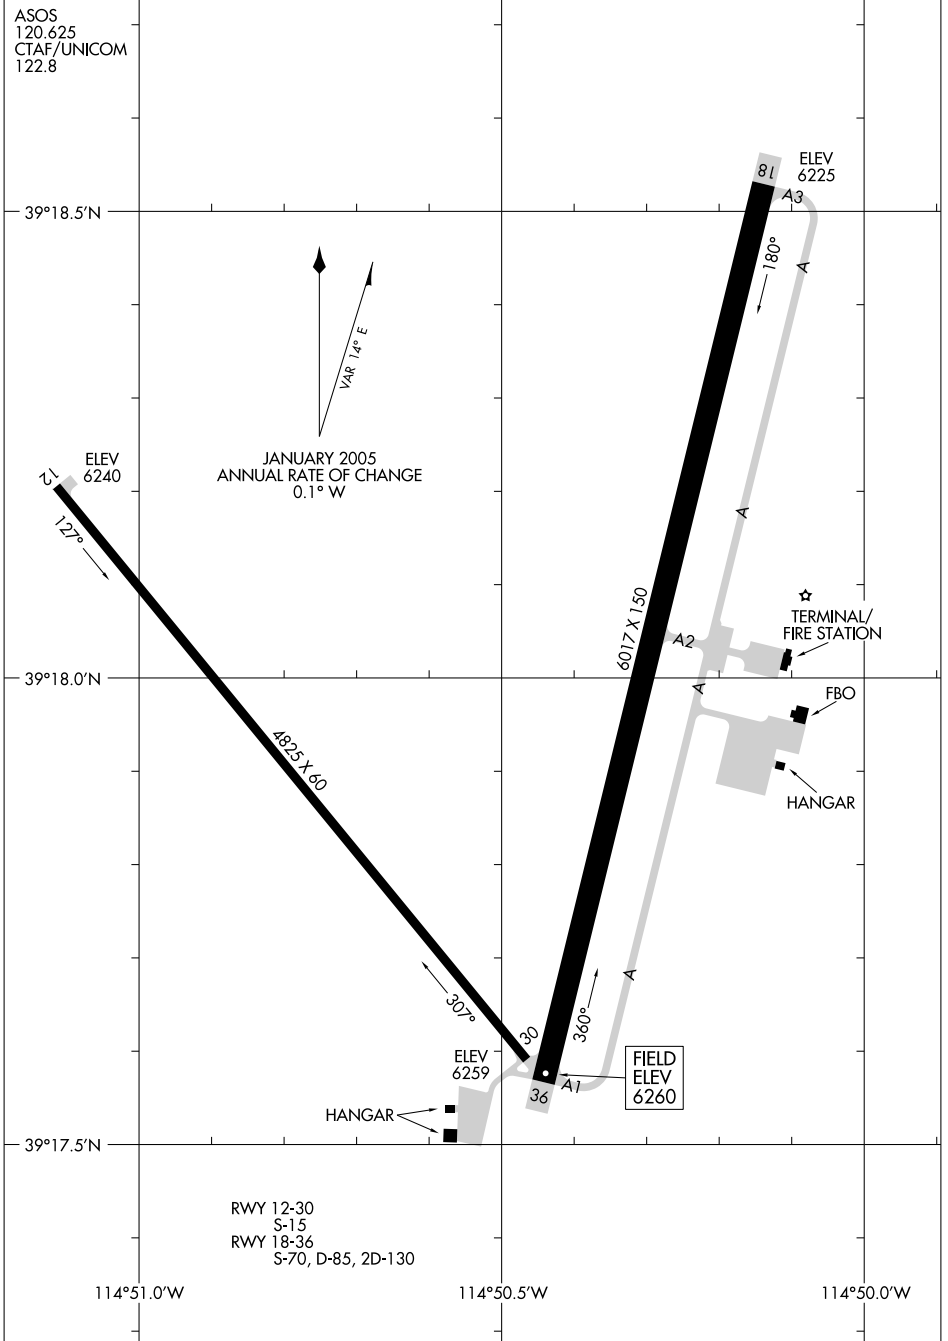 ASOS
120.625
CTAF/UNICOM
122.8
18
ELEV
6225
A3
39°18.5'N
180°
A
VAR 14° E
JANUARY 2005
ANNUAL RATE OF CHANGE
0.1° W
12
ELEV
6240
127°
A
6017 X 150
TERMINAL/
FIRE STATION
A2
39°18.0'N
A
FBO
4825 X 60
HANGAR
A
307°
360°
30
ELEV
6259
FIELD
ELEV
6260
A1
36
HANGAR
39°17.5'N
RWY 12-30
S-15
RWY 18-36
S-70, D-85, 2D-130
114°51.0'W
114°50.5'W
114°50.0'W